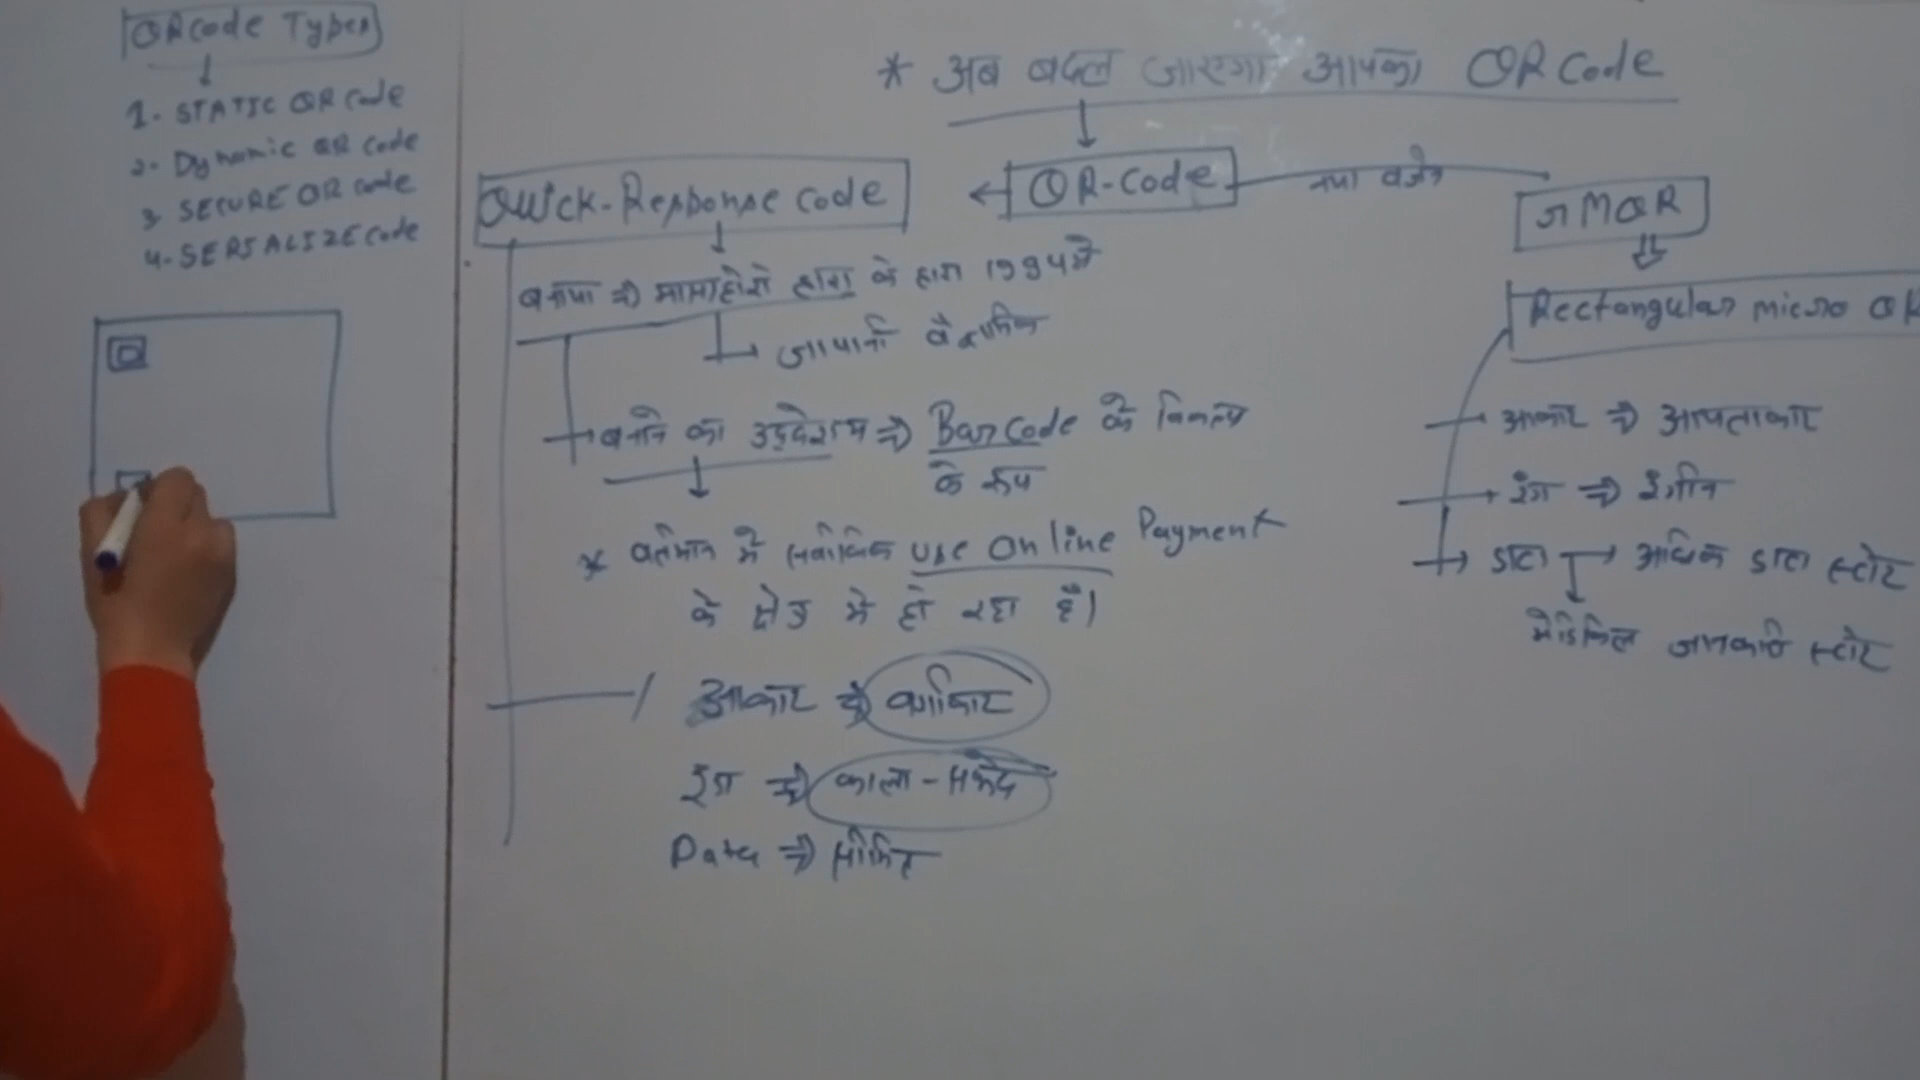 QR code Types
1. STATIC QR code
2. Dynamic QR code
3 SECURE QR code
4. SERIALIZE code
* अब बदल जाएगा आपका QR Code
Quick-Response code
QR-Code
नया वर्जन
rMQR
Rectangular micro QR
बनाया ⇒ मासाहीरो हारा के द्वारा 1994 में
जापानी वैज्ञानिक
बनाने का उद्देश्य ⇒ Bar Code के विकल्प
के रूप
* वर्तमान में सर्वाधिक use Online Payment
के क्षेत्र में हो रहा है।
आकार ⇒ वर्गाकार
रंग ⇒ काला - सफेद
Data ⇒ सीमित
आकार ⇒ आयताकार
रंग ⇒ रंगीन
डाटा → अधिक डाटा स्टोर
मेडिकल जानकारी स्टोर